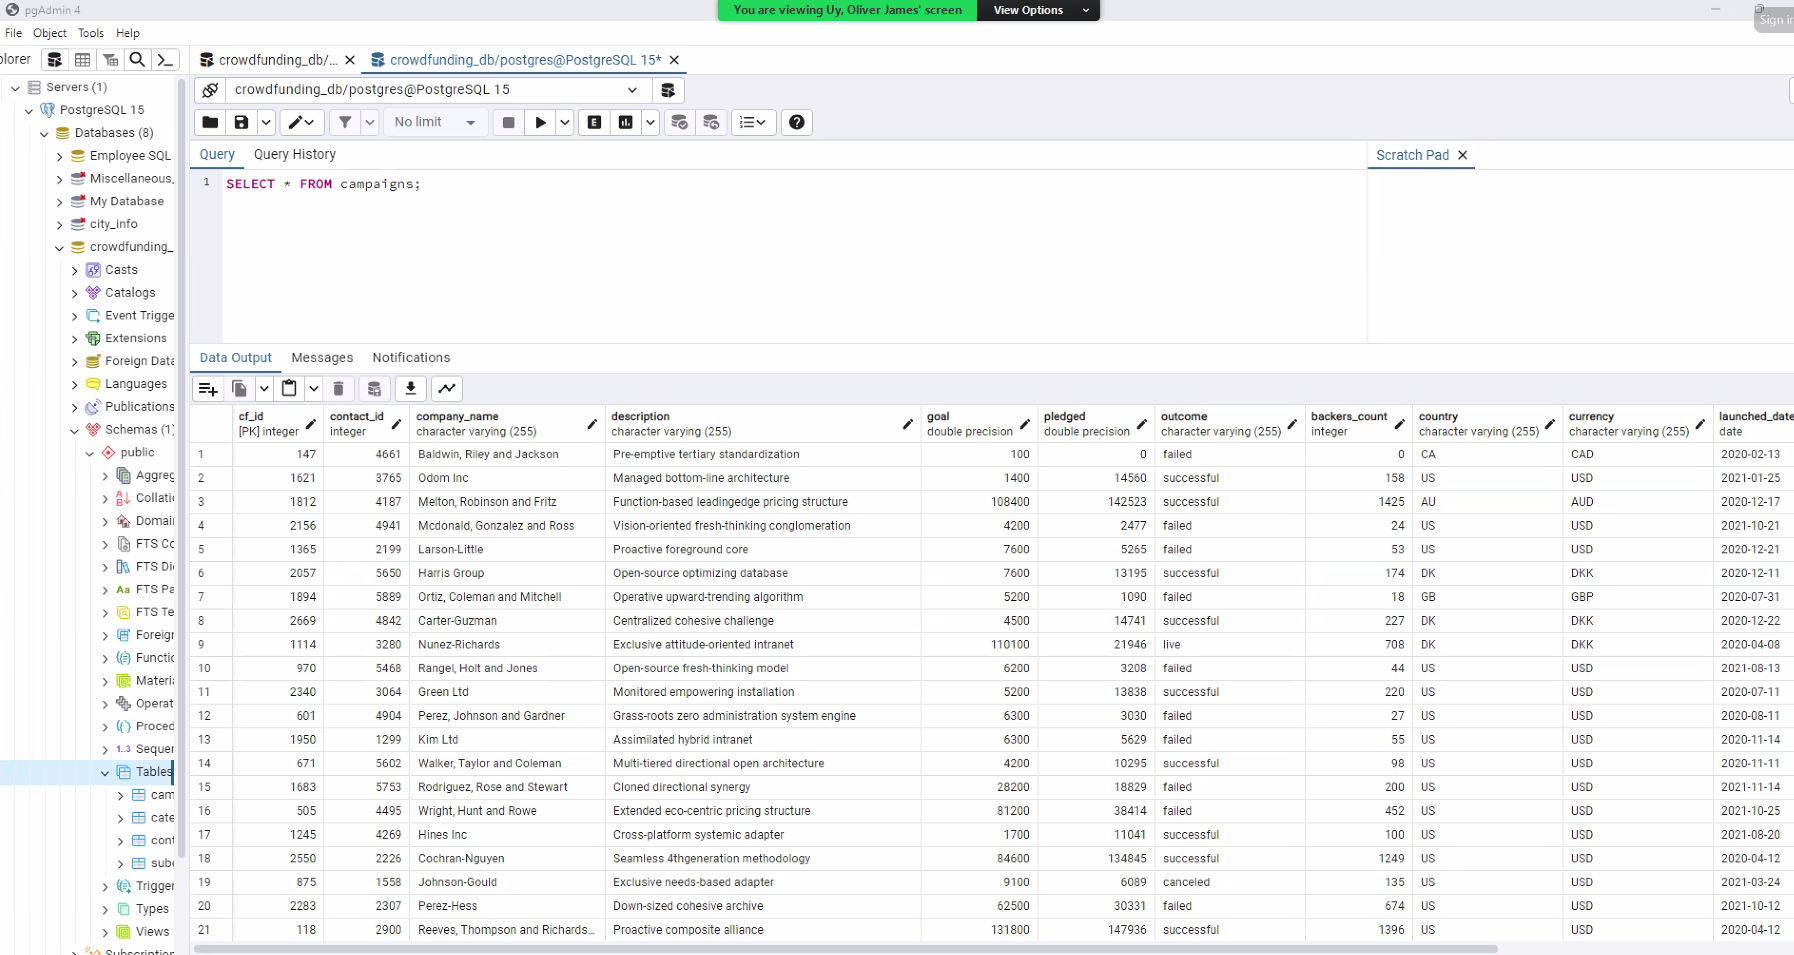 pgAdmin 4
You are viewing Uy, Oliver James' screen
View Options
Sign in
File Object Tools Help
plorer
crowdfunding_db/...
crowdfunding_db/postgres@PostgreSQL 15*
Servers (1)
PostgreSQL 15
Databases (8)
Employee SQL
Miscellaneous,
My Database
city_info
crowdfunding_
Casts
Catalogs
Event Trigge
Extensions
Foreign Data
Languages
Publications
Schemas (1)
public
Aggreg
Collatio
Domain
FTS Co
FTS Di
FTS Pa
FTS Te
Foreign
Functio
Materia
Operat
Proced
1..3 Sequer
Tables
cam
cate
cont
subc
Trigger
Types
Views
Subscription
crowdfunding_db/postgres@PostgreSQL 15
No limit
E
Query Query History
Scratch Pad
1 SELECT * FROM campaigns;
Data Output Messages Notifications
cf_id contact_id company_name description goal pledged outcome backers_count country currency launched_date
[PK] integer integer character varying (255) character varying (255) double precision double precision character varying (255) integer character varying (255) character varying (255) date
1 147 4661 Baldwin, Riley and Jackson Pre-emptive tertiary standardization 100 0 failed 0 CA CAD 2020-02-13
2 1621 3765 Odom Inc Managed bottom-line architecture 1400 14560 successful 158 US USD 2021-01-25
3 1812 4187 Melton, Robinson and Fritz Function-based leadingedge pricing structure 108400 142523 successful 1425 AU AUD 2020-12-17
4 2156 4941 Mcdonald, Gonzalez and Ross Vision-oriented fresh-thinking conglomeration 4200 2477 failed 24 US USD 2021-10-21
5 1365 2199 Larson-Little Proactive foreground core 7600 5265 failed 53 US USD 2020-12-21
6 2057 5650 Harris Group Open-source optimizing database 7600 13195 successful 174 DK DKK 2020-12-11
7 1894 5889 Ortiz, Coleman and Mitchell Operative upward-trending algorithm 5200 1090 failed 18 GB GBP 2020-07-31
8 2669 4842 Carter-Guzman Centralized cohesive challenge 4500 14741 successful 227 DK DKK 2020-12-22
9 1114 3280 Nunez-Richards Exclusive attitude-oriented intranet 110100 21946 live 708 DK DKK 2020-04-08
10 970 5468 Rangel, Holt and Jones Open-source fresh-thinking model 6200 3208 failed 44 US USD 2021-08-13
11 2340 3064 Green Ltd Monitored empowering installation 5200 13838 successful 220 US USD 2020-07-11
12 601 4904 Perez, Johnson and Gardner Grass-roots zero administration system engine 6300 3030 failed 27 US USD 2020-08-11
13 1950 1299 Kim Ltd Assimilated hybrid intranet 6300 5629 failed 55 US USD 2020-11-14
14 671 5602 Walker, Taylor and Coleman Multi-tiered directional open architecture 4200 10295 successful 98 US USD 2020-11-11
15 1683 5753 Rodriguez, Rose and Stewart Cloned directional synergy 28200 18829 failed 200 US USD 2021-11-14
16 505 4495 Wright, Hunt and Rowe Extended eco-centric pricing structure 81200 38414 failed 452 US USD 2021-10-25
17 1245 4269 Hines Inc Cross-platform systemic adapter 1700 11041 successful 100 US USD 2021-08-20
18 2550 2226 Cochran-Nguyen Seamless 4thgeneration methodology 84600 134845 successful 1249 US USD 2020-04-12
19 875 1558 Johnson-Gould Exclusive needs-based adapter 9100 6089 canceled 135 US USD 2021-03-24
20 2283 2307 Perez-Hess Down-sized cohesive archive 62500 30331 failed 674 US USD 2021-10-12
21 118 2900 Reeves, Thompson and Richards... Proactive composite alliance 131800 147936 successful 1396 US USD 2020-04-12